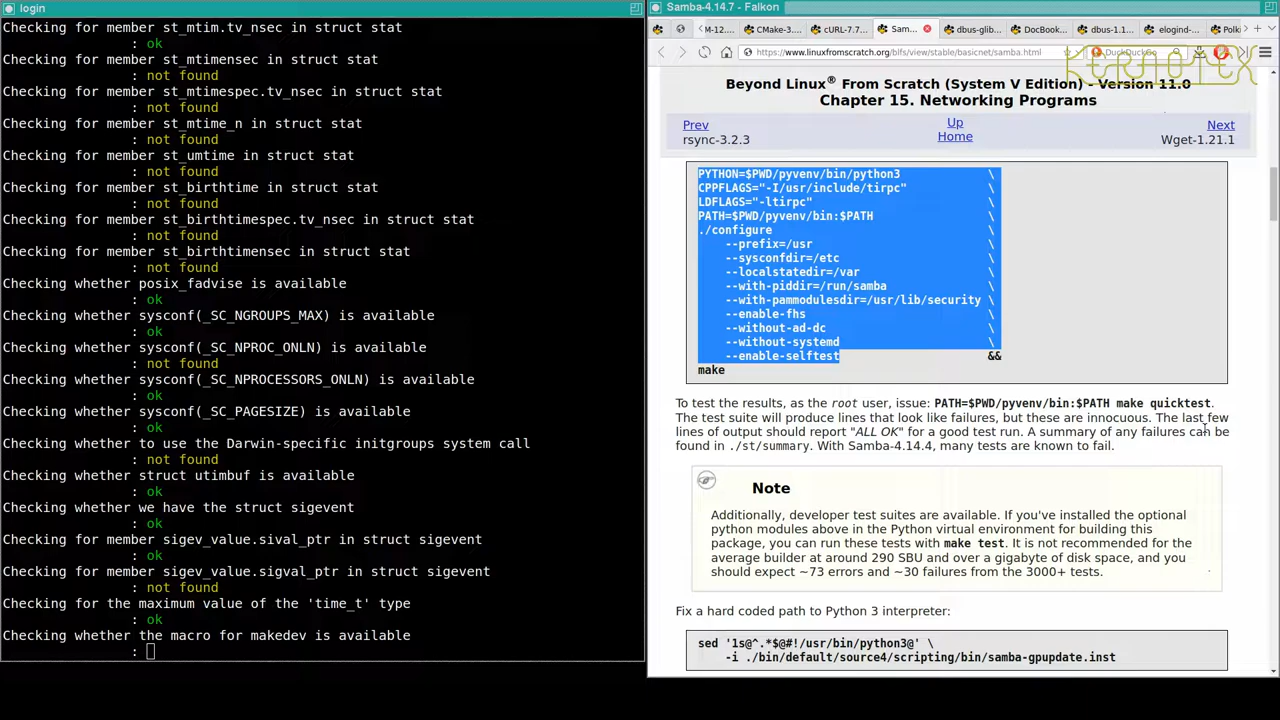 login
Checking for member st_mtim.tv_nsec in struct stat
: ok
Checking for member st_mtimensec in struct stat
: not found
Checking for member st_mtimespec.tv_nsec in struct stat
: not found
Checking for member st_mtime_n in struct stat
: not found
Checking for member st_umtime in struct stat
: not found
Checking for member st_birthtime in struct stat
: not found
Checking for member st_birthtimespec.tv_nsec in struct stat
: not found
Checking for member st_birthtimensec in struct stat
: not found
Checking whether posix_fadvise is available
: ok
Checking whether sysconf(_SC_NGROUPS_MAX) is available
: ok
Checking whether sysconf(_SC_NPROC_ONLN) is available
: not found
Checking whether sysconf(_SC_NPROCESSORS_ONLN) is available
: ok
Checking whether sysconf(_SC_PAGESIZE) is available
: ok
Checking whether to use the Darwin-specific initgroups system call
: not found
Checking whether struct utimbuf is available
: ok
Checking whether we have the struct sigevent
: ok
Checking for member sigev_value.sival_ptr in struct sigevent
: ok
Checking for member sigev_value.sigval_ptr in struct sigevent
: not found
Checking for the maximum value of the 'time_t' type
: ok
Checking whether the macro for makedev is available
:
Samba-4.14.7 - Falkon
M-12. CMake-3. cURL-7.7 Sam.. dbus-glib DocBook dbus-1.1 elogind- Polki
https://www.linuxfromscratch.org/blfs/view/stable/basicnet/samba.html DuckDuckGo
KERNOTEX
Beyond Linux® From Scratch (System V Edition) - Version 11.0
Chapter 15. Networking Programs
Prev Up Next
rsync-3.2.3 Home Wget-1.21.1
PYTHON=$PWD/pyvenv/bin/python3 \
CPPFLAGS="-I/usr/include/tirpc" \
LDFLAGS="-ltirpc" \
PATH=$PWD/pyvenv/bin:$PATH \
./configure \
--prefix=/usr \
--sysconfdir=/etc \
--localstatedir=/var \
--with-piddir=/run/samba \
--with-pammodulesdir=/usr/lib/security \
--enable-fhs \
--without-ad-dc \
--without-systemd \
--enable-selftest &&
make
To test the results, as the root user, issue: PATH=$PWD/pyvenv/bin:$PATH make quicktest.
The test suite will produce lines that look like failures, but these are innocuous. The last few
lines of output should report "ALL OK" for a good test run. A summary of any failures can be
found in ./st/summary. With Samba-4.14.4, many tests are known to fail.
Note
Additionally, developer test suites are available. If you've installed the optional
python modules above in the Python virtual environment for building this
package, you can run these tests with make test. It is not recommended for the
average builder at around 290 SBU and over a gigabyte of disk space, and you
should expect ~73 errors and ~30 failures from the 3000+ tests.
Fix a hard coded path to Python 3 interpreter:
sed '1s@^.*$@#!/usr/bin/python3@' \
-i ./bin/default/source4/scripting/bin/samba-gpupdate.inst